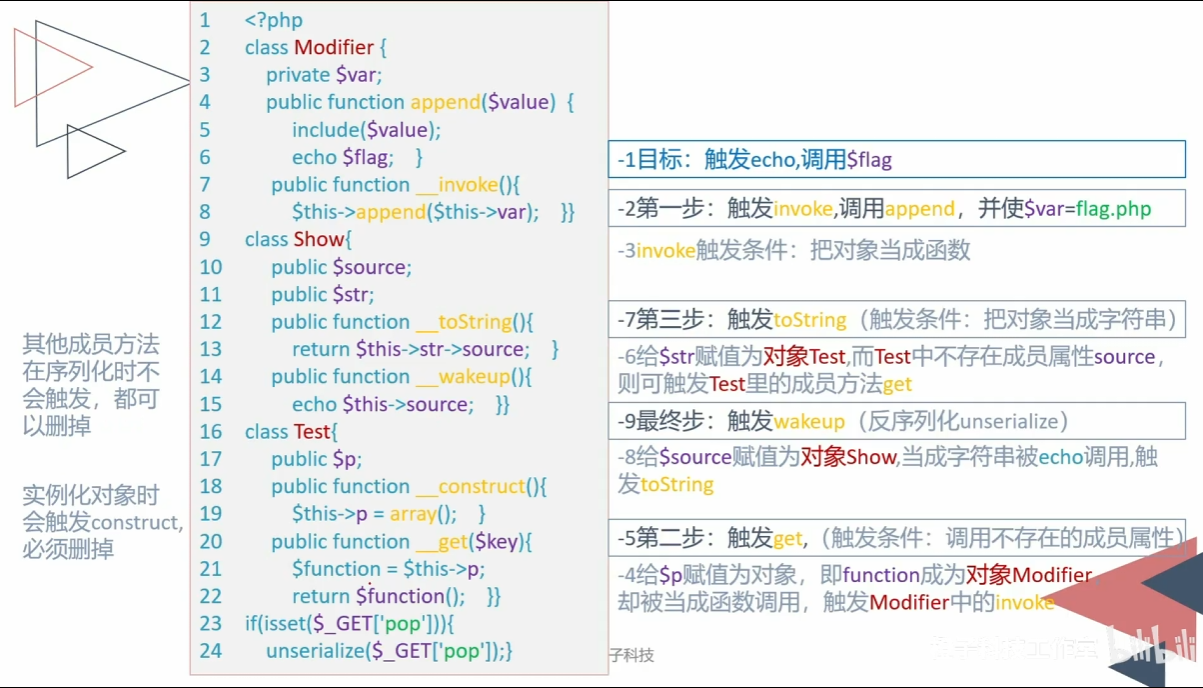 1 <?php
2 class Modifier {
3 private $var;
4 public function append($value) {
5 include($value);
6 echo $flag; }
7 public function __invoke(){
8 $this->append($this->var); }}
9 class Show{
10 public $source;
11 public $str;
12 public function __toString(){
13 return $this->str->source; }
14 public function __wakeup(){
15 echo $this->source; }}
16 class Test{
17 public $p;
18 public function __construct(){
19 $this->p = array(); }
20 public function __get($key){
21 $function = $this->p;
22 return $function(); }}
23 if(isset($_GET['pop'])){
24 unserialize($_GET['pop']);}
其他成员方法
在序列化时不
会触发，都可
以删掉
实例化对象时
会触发construct,
必须删掉
-1目标：触发echo,调用$flag
-2第一步：触发invoke,调用append，并使$var=flag.php
-3invoke触发条件：把对象当成函数
-7第三步：触发toString（触发条件：把对象当成字符串）
-6给$str赋值为对象Test,而Test中不存在成员属性source，
则可触发Test里的成员方法get
-9最终步：触发wakeup（反序列化unserialize）
-8给$source赋值为对象Show,当成字符串被echo调用,触
发toString
-5第二步：触发get,（触发条件：调用不存在的成员属性）
-4给$p赋值为对象，即function成为对象Modifier
却被当成函数调用，触发Modifier中的invoke
子科技
bilibili